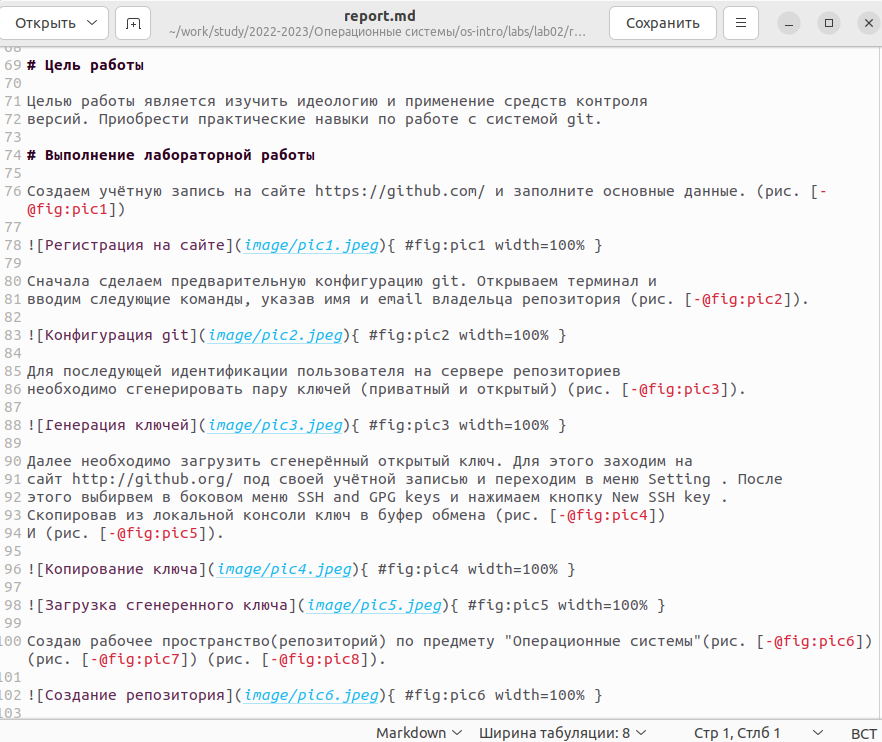 Открыть
report.md
~/work/study/2022-2023/Операционные системы/os-intro/labs/lab02/r…
Сохранить
68
69 # Цель работы
70
71 Целью работы является изучить идеологию и применение средств контроля
72 версий. Приобрести практические навыки по работе с системой git.
73
74 # Выполнение лабораторной работы
75
76 Создаем учётную запись на сайте https://github.com/ и заполните основные данные. (рис. [-
@fig:pic1])
77
78 ![Регистрация на сайте](image/pic1.jpeg){ #fig:pic1 width=100% }
79
80 Сначала сделаем предварительную конфигурацию git. Открываем терминал и
81 вводим следующие команды, указав имя и email владельца репозитория (рис. [-@fig:pic2]).
82
83 ![Конфигурация git](image/pic2.jpeg){ #fig:pic2 width=100% }
84
85 Для последующей идентификации пользователя на сервере репозиториев
86 необходимо сгенерировать пару ключей (приватный и открытый) (рис. [-@fig:pic3]).
87
88 ![Генерация ключей](image/pic3.jpeg){ #fig:pic3 width=100% }
89
90 Далее необходимо загрузить сгенерённый открытый ключ. Для этого заходим на
91 сайт http://github.org/ под своей учётной записью и переходим в меню Setting . После
92 этого выбирвем в боковом меню SSH and GPG keys и нажимаем кнопку New SSH key .
93 Скопировав из локальной консоли ключ в буфер обмена (рис. [-@fig:pic4])
94 И (рис. [-@fig:pic5]).
95
96 ![Копирование ключа](image/pic4.jpeg){ #fig:pic4 width=100% }
97
98 ![Загрузка сгенеренного ключа](image/pic5.jpeg){ #fig:pic5 width=100% }
99
100 Создаю рабочее пространство(репозиторий) по предмету "Операционные системы"(рис. [-@fig:pic6])
(рис. [-@fig:pic7]) (рис. [-@fig:pic8]).
101
102 ![Создание репозитория](image/pic6.jpeg){ #fig:pic6 width=100% }
103
Markdown
Ширина табуляции: 8
Стр 1, Стлб 1
ВСТ